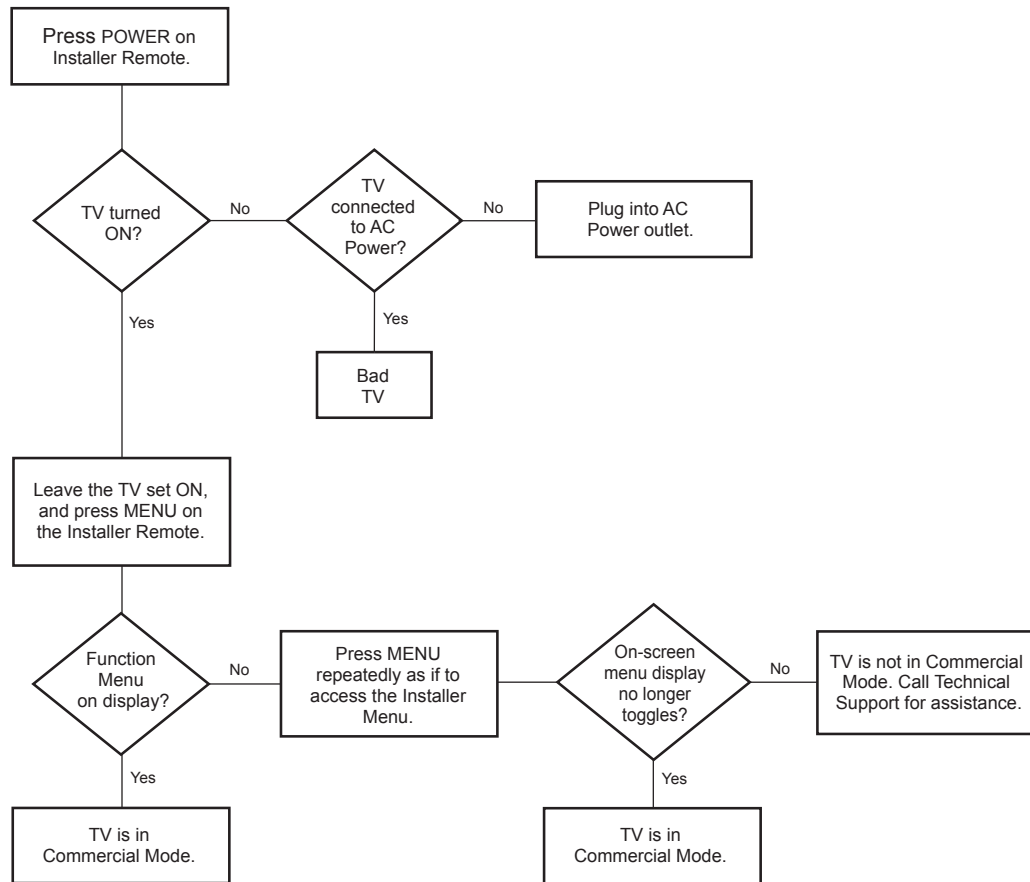 Press POWER on
Installer Remote.
TV turned
ON?
No
TV
connected
to AC
Power?
No
Plug into AC
Power outlet.
Yes
Yes
Bad
TV
Leave the TV set ON,
and press MENU on
the Installer Remote.
Function
Menu
on display?
No
Press MENU
repeatedly as if to
access the Installer
Menu.
On-screen
menu display
no longer
toggles?
No
TV is not in Commercial
Mode. Call Technical
Support for assistance.
Yes
Yes
TV is in
Commercial Mode.
TV is in
Commercial Mode.